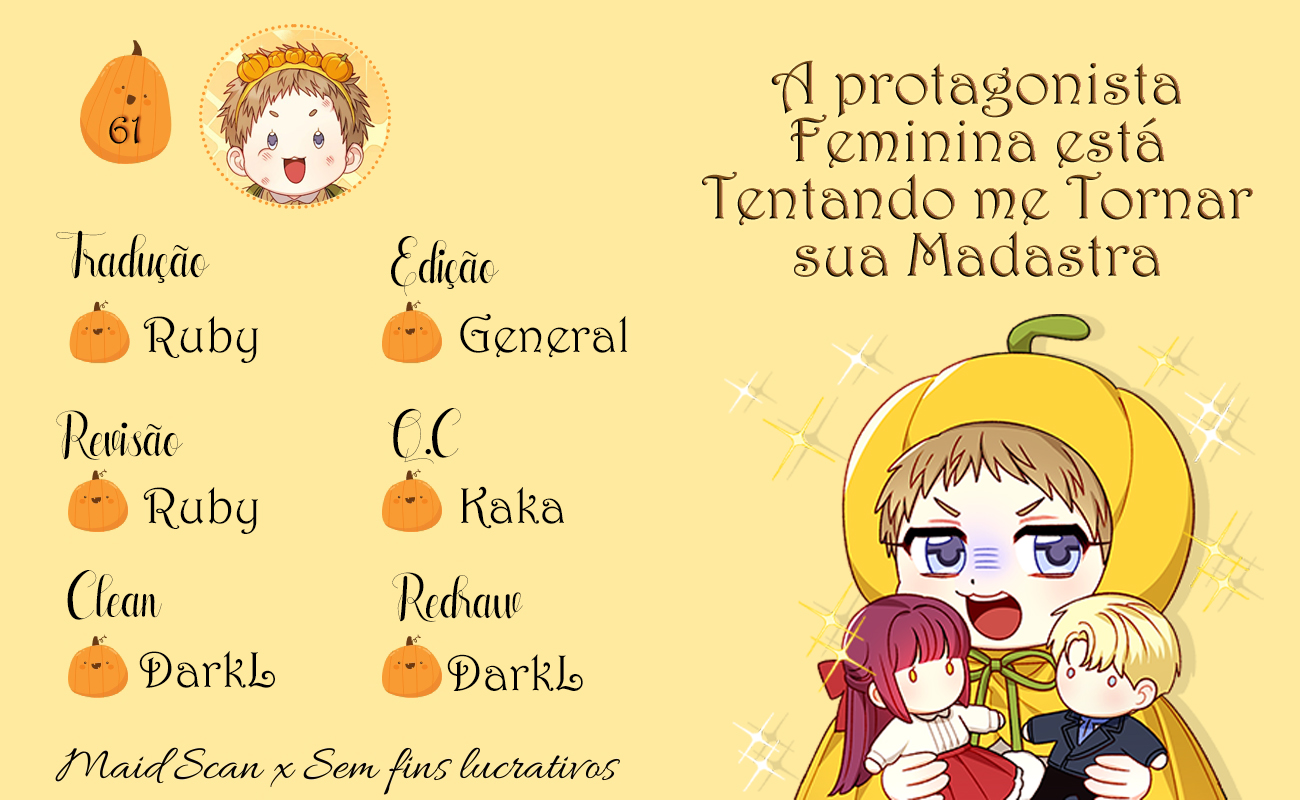 61
A protagonista
Feminina está
Tentando me Tornar
sua Madastra
Tradução
Ruby
Edição
General
Revisão
Ruby
Q.C
Kaka
Clean
DarkL
Redraw
DarkL
Maid Scan x Sem fins lucrativos